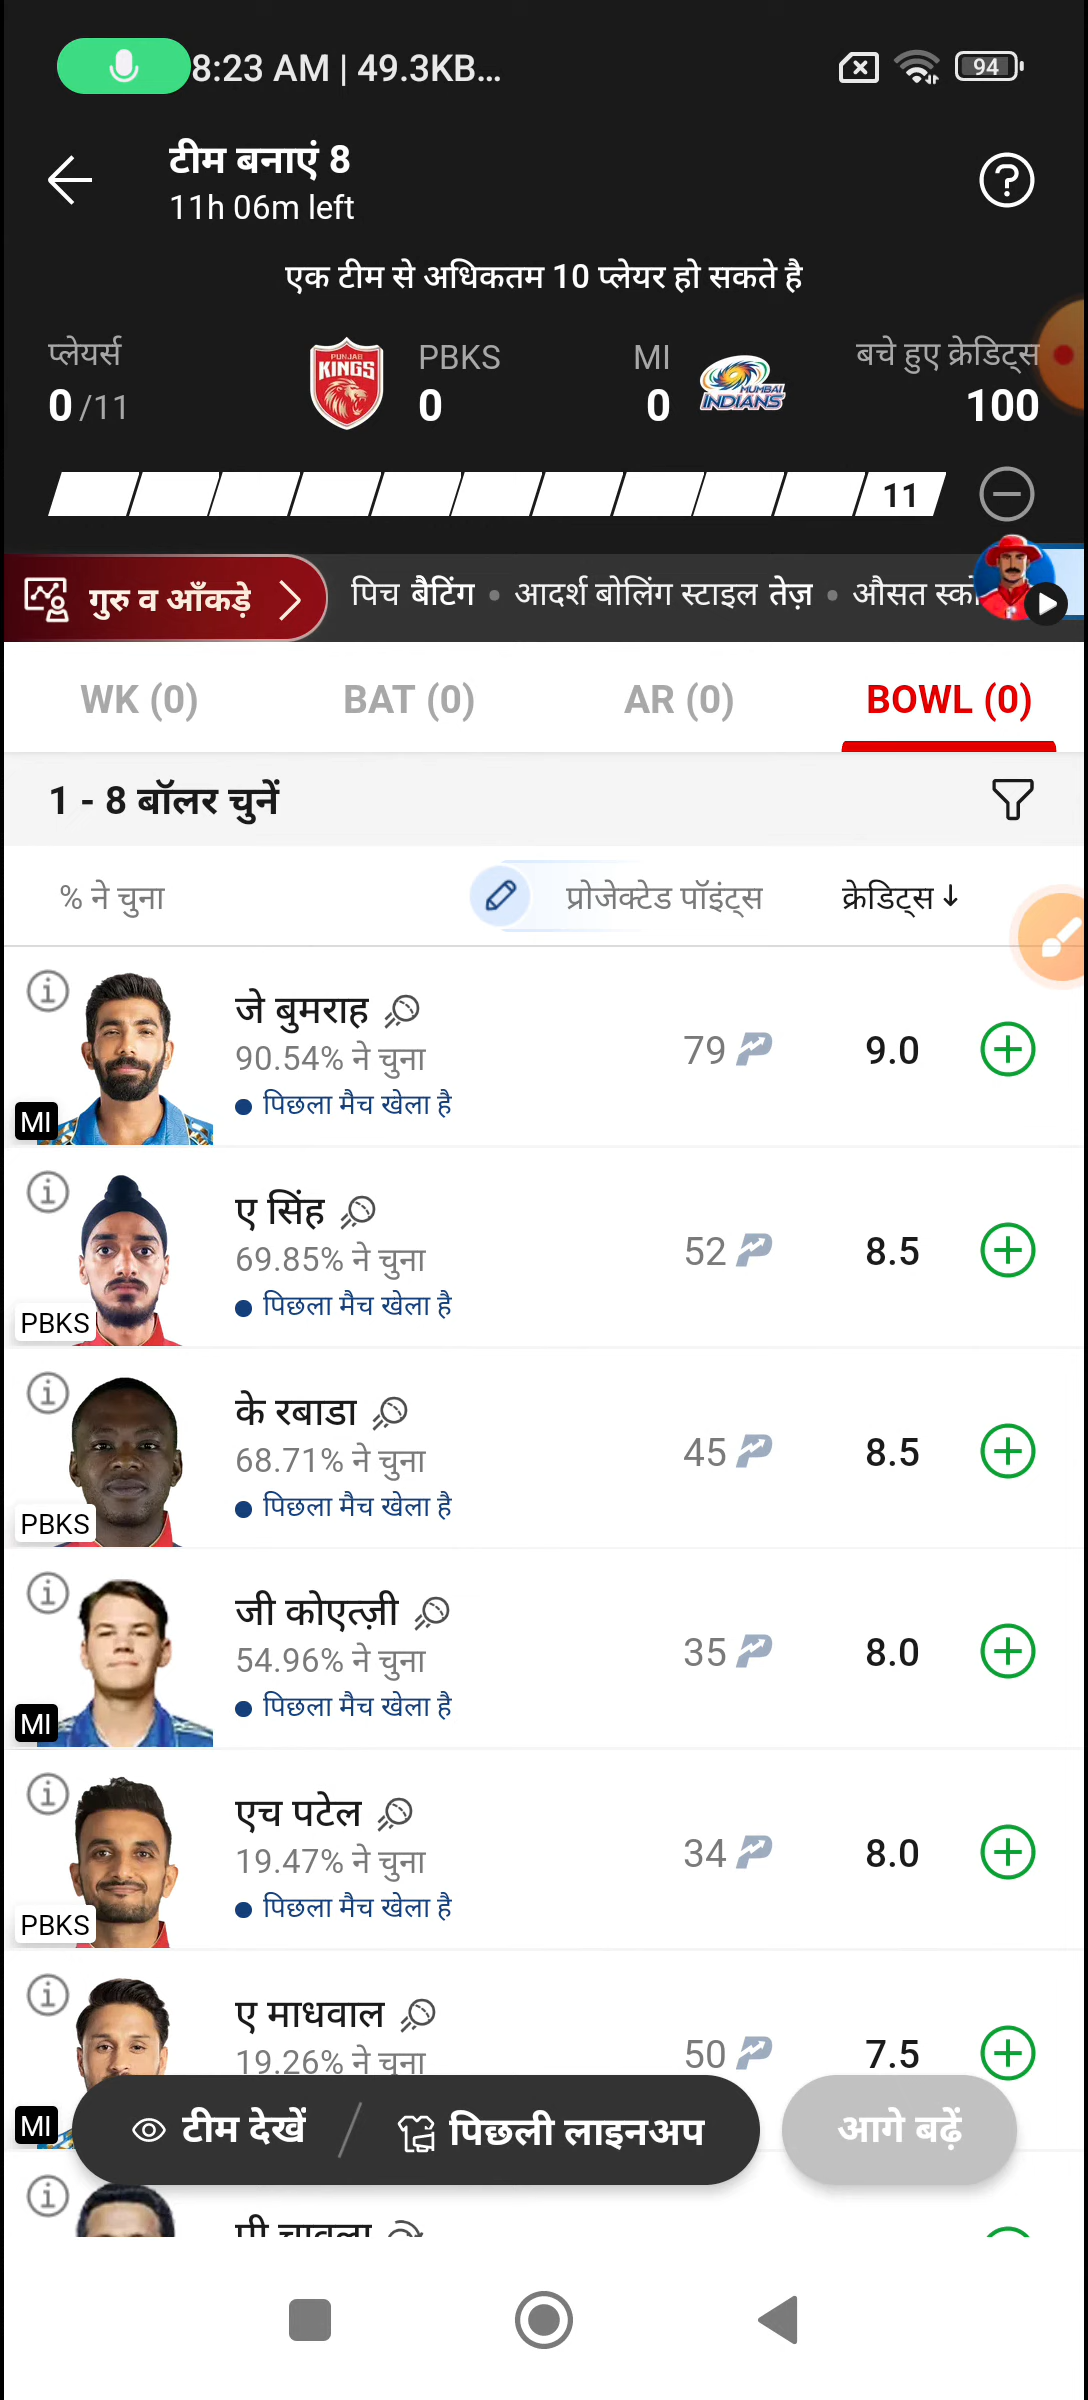 8:23 AM | 49.3KB...
94
टीम बनाएं 8
11h 06m left
एक टीम से अधिकतम 10 प्लेयर हो सकते है
प्लेयर्स
0/11
PUNJAB
KINGS
PBKS
0
MI
0
MUMBAI
INDIANS
बचे हुए क्रेडिट्स
100
11
गुरु व आँकड़े
पिच बैटिंग • आदर्श बोलिंग स्टाइल तेज़ • औसत
WK (0)
BAT (0)
AR (0)
BOWL (0)
1 - 8 बॉलर चुनें
% ने चुना
प्रोजेक्टेड पॉइंट्स
क्रेडिट्स ↓
जे बुमराह
90.54% ने चुना
पिछला मैच खेला है
MI
79
9.0
ए सिंह
69.85% ने चुना
पिछला मैच खेला है
PBKS
52
8.5
के रबाडा
68.71% ने चुना
पिछला मैच खेला है
PBKS
45
8.5
जी कोएत्ज़ी
54.96% ने चुना
पिछला मैच खेला है
MI
35
8.0
एच पटेल
19.47% ने चुना
पिछला मैच खेला है
PBKS
34
8.0
ए माधवाल
19.26% ने चुना
MI
50
7.5
टीम देखें
पिछली लाइनअप
आगे बढ़ें